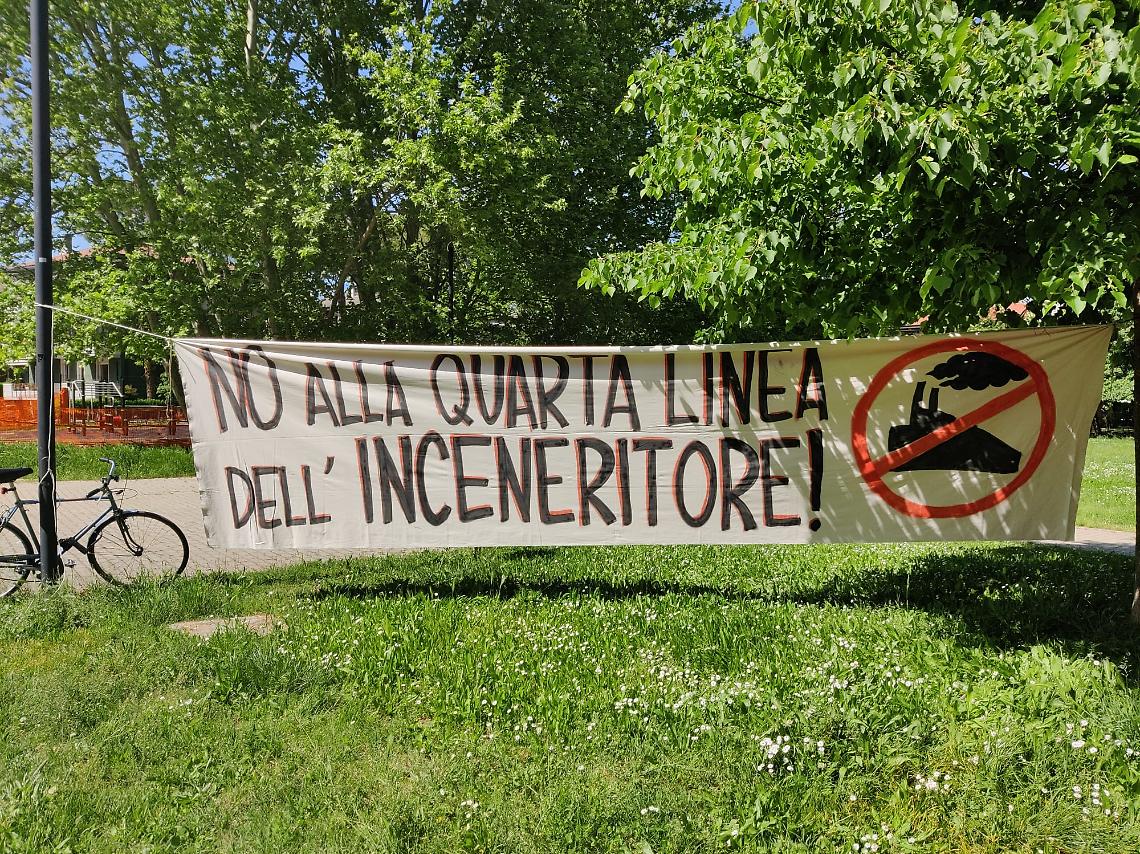 NO ALLA QUARTA LINEA
DELL' INCENERITORE!